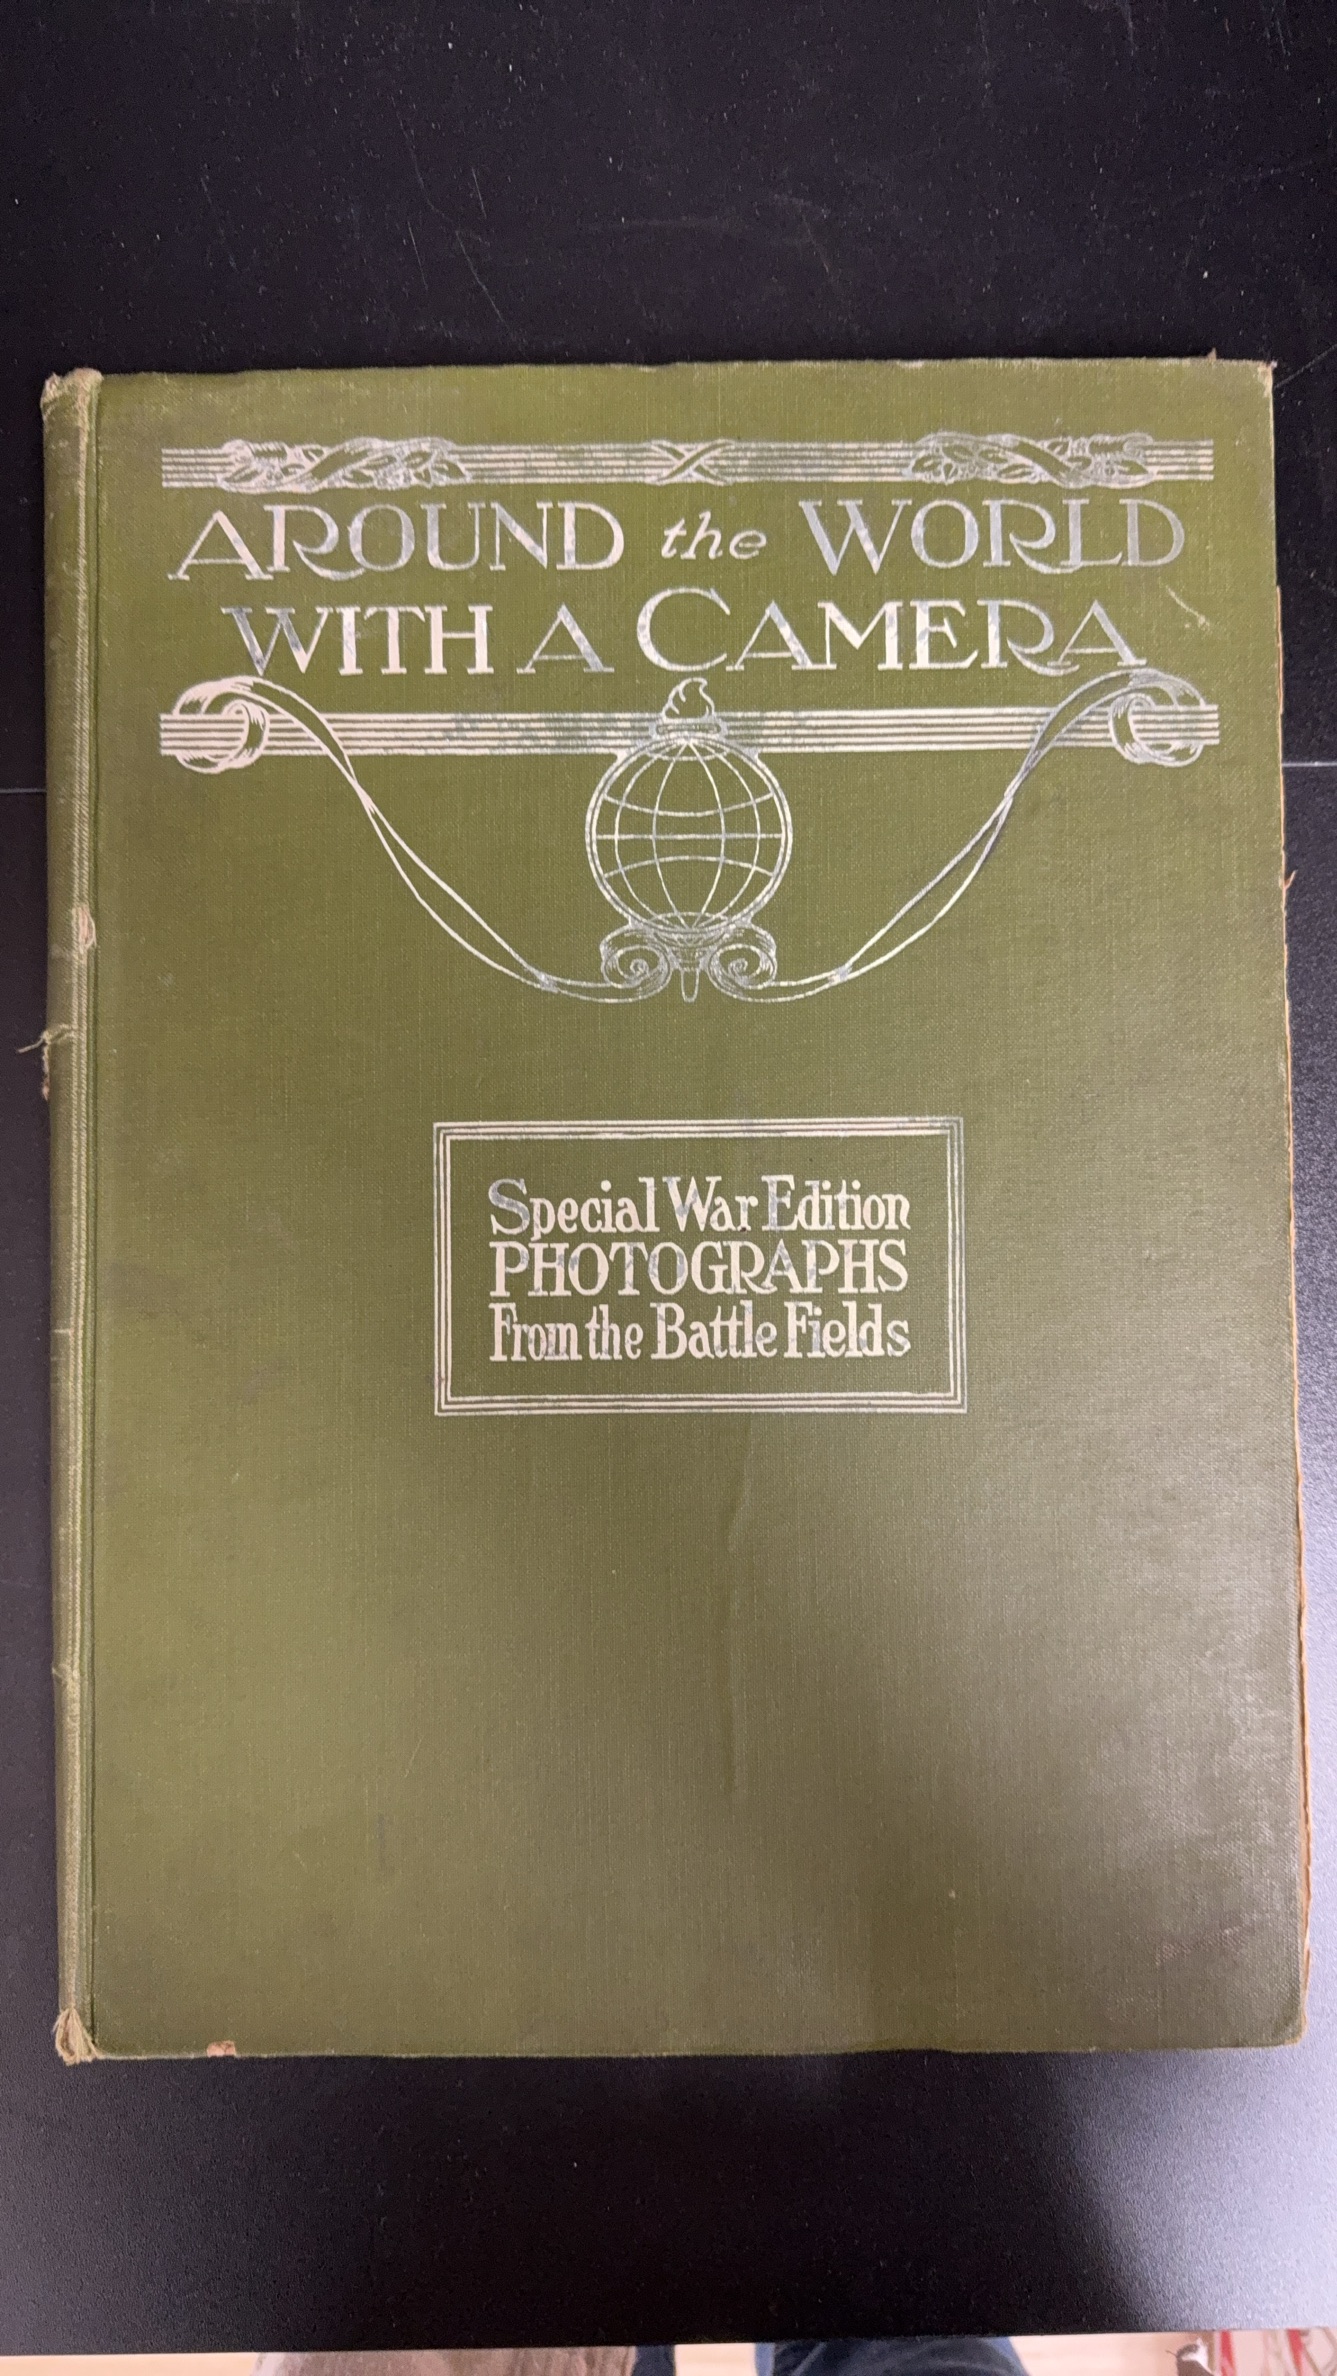 AROUND the WORLD
WITH A CAMERA
Special War Edition
PHOTOGRAPHS
From the Battle Fields